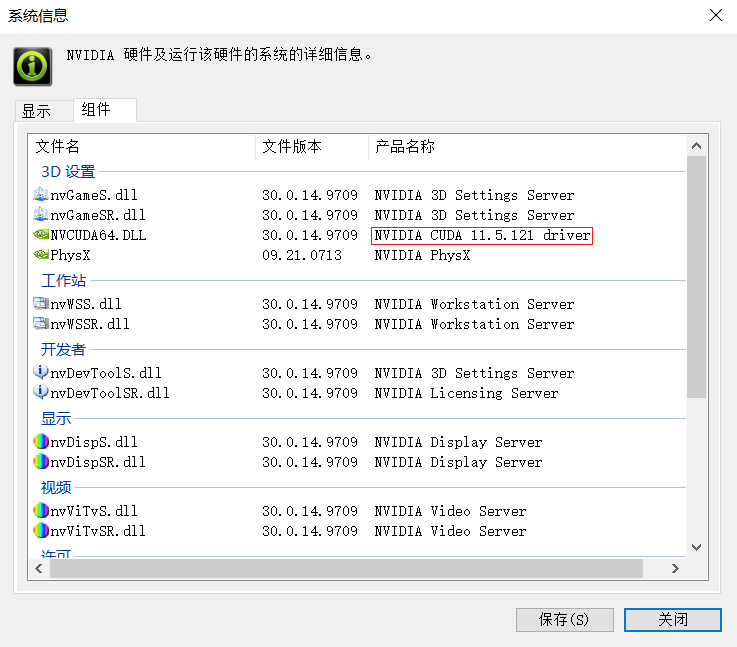 系统信息
NVIDIA 硬件及运行该硬件的系统的详细信息。
显示 组件
文件名 文件版本 产品名称
3D 设置
nvGameS.dll 30.0.14.9709 NVIDIA 3D Settings Server
nvGameSR.dll 30.0.14.9709 NVIDIA 3D Settings Server
NVCUDA64.DLL 30.0.14.9709 NVIDIA CUDA 11.5.121 driver
PhysX 09.21.0713 NVIDIA PhysX
工作站
nvWSS.dll 30.0.14.9709 NVIDIA Workstation Server
nvWSSR.dll 30.0.14.9709 NVIDIA Workstation Server
开发者
nvDevToolS.dll 30.0.14.9709 NVIDIA 3D Settings Server
nvDevToolSR.dll 30.0.14.9709 NVIDIA Licensing Server
显示
nvDispS.dll 30.0.14.9709 NVIDIA Display Server
nvDispSR.dll 30.0.14.9709 NVIDIA Display Server
视频
nvViTvS.dll 30.0.14.9709 NVIDIA Video Server
nvViTvSR.dll 30.0.14.9709 NVIDIA Video Server
许可
保存(S) 关闭